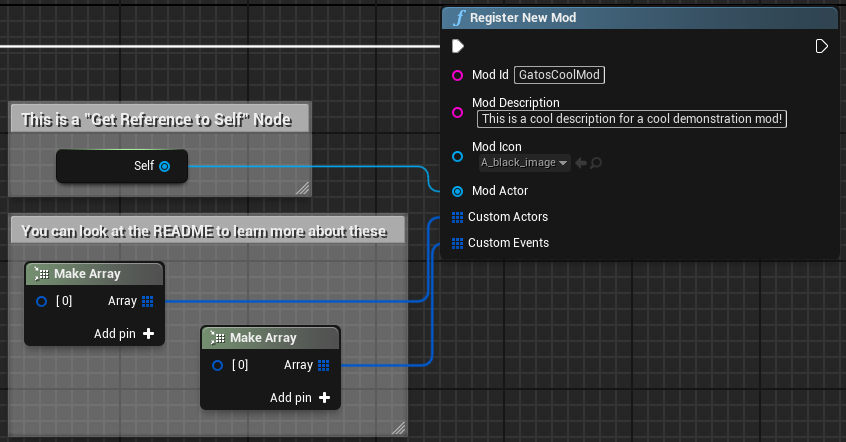 Register New Mod
Mod Id GatosCoolMod
Mod Description
This is a cool description for a cool demonstration mod!
Mod Icon
A_black_image
Mod Actor
Custom Actors
Custom Events
This is a "Get Reference to Self" Node
Self
You can look at the README to learn more about these
Make Array
[ 0] Array
Add pin
Make Array
[ 0] Array
Add pin